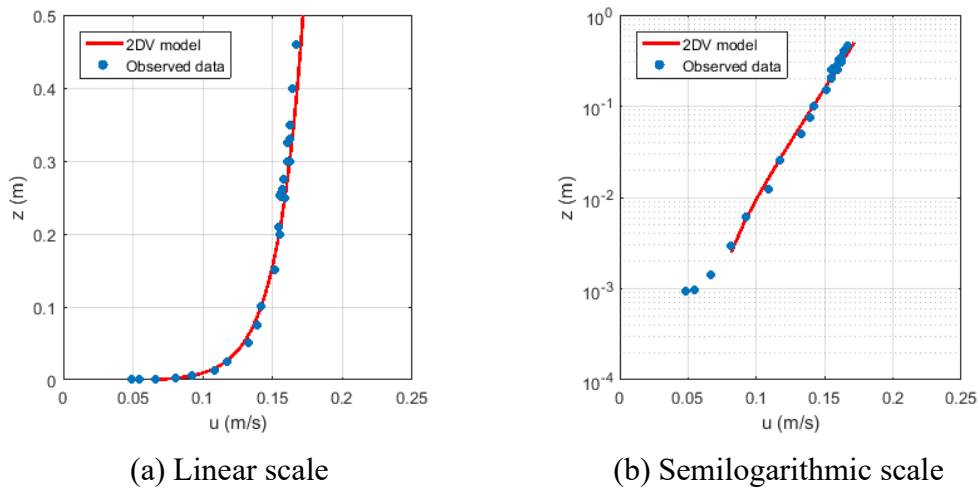 0.5
0.4
0.3
0.2
0.1
0
z (m)
2DV model
Observed data
0 0.05 0.1 0.15 0.2 0.25
u (m/s)
(a) Linear scale
10^0
10^-1
10^-2
10^-3
10^-4
z (m)
2DV model
Observed data
0 0.05 0.1 0.15 0.2 0.25
u (m/s)
(b) Semilogarithmic scale